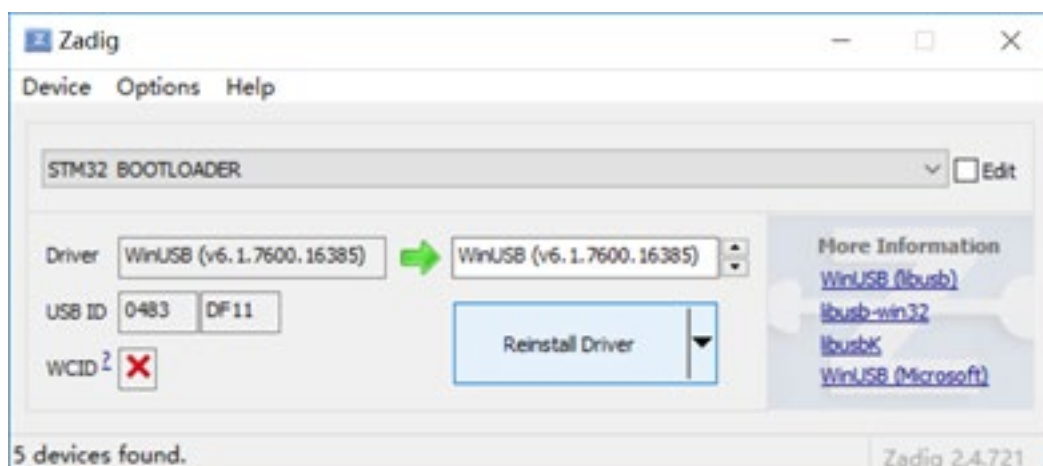 Zadig
Device Options Help
STM32 BOOTLOADER Edit
Driver WinUSB (v6.1.7600.16385) WinUSB (v6.1.7600.16385)
USB ID 0483 DF11
WCID ?
Reinstall Driver
More Information
WinUSB (libusb)
libusb-win32
libusbK
WinUSB (Microsoft)
5 devices found.
Zadig 2.4.721